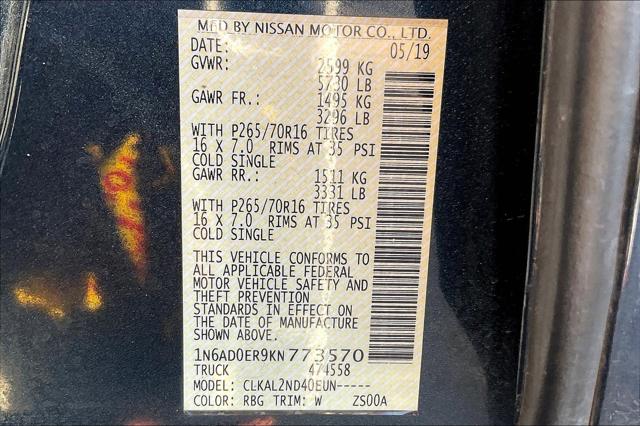 MFD BY NISSAN MOTOR CO., LTD.
DATE: 05/19
GVWR: 2599 KG
5730 LB
GAWR FR.: 1495 KG
3296 LB
WITH P265/70R16 TIRES
16 X 7.0 RIMS AT 35 PSI
COLD SINGLE
GAWR RR.: 1511 KG
3331 LB
WITH P265/70R16 TIRES
16 X 7.0 RIMS AT 35 PSI
COLD SINGLE
THIS VEHICLE CONFORMS TO
ALL APPLICABLE FEDERAL
MOTOR VEHICLE SAFETY AND
THEFT PREVENTION
STANDARDS IN EFFECT ON
THE DATE OF MANUFACTURE
SHOWN ABOVE.
1N6AD0ER9KN773570
TRUCK 474558
MODEL: CLKAL2ND40EUN-----
COLOR: RBG TRIM: W ZS00A